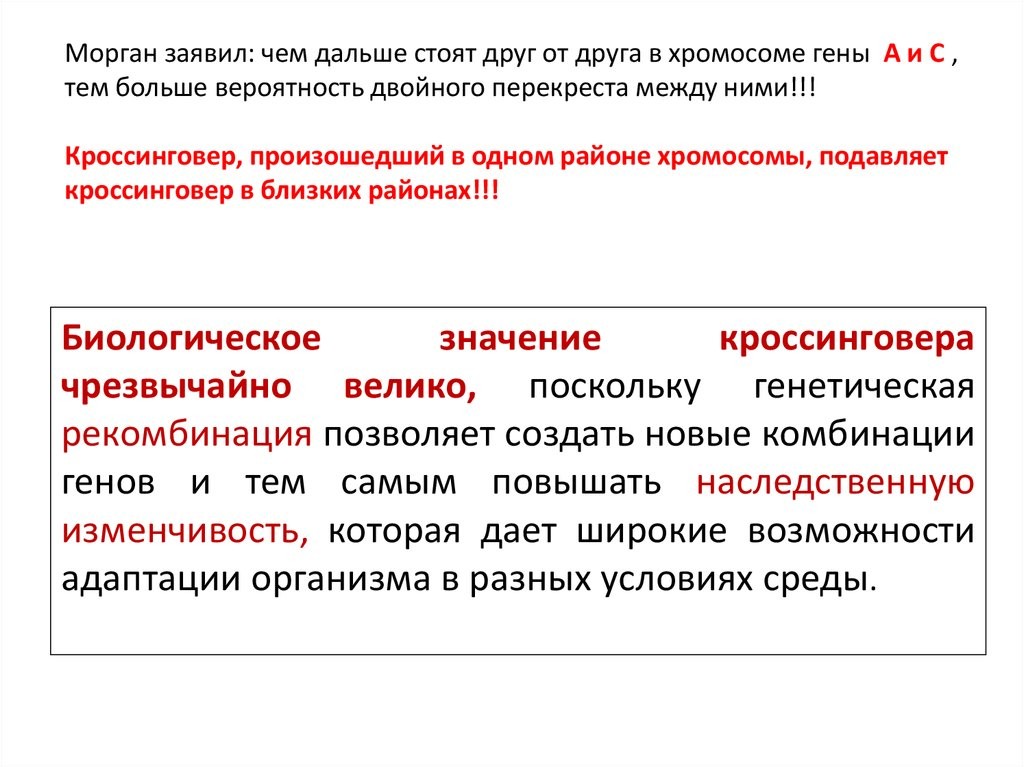 Морган заявил: чем дальше стоят друг от друга в хромосоме гены А и С ,
тем больше вероятность двойного перекреста между ними!!!
Кроссинговер, произошедший в одном районе хромосомы, подавляет
кроссинговер в близких районах!!!
Биологическое значение кроссинговера
чрезвычайно велико, поскольку генетическая
рекомбинация позволяет создать новые комбинации
генов и тем самым повышать наследственную
изменчивость, которая дает широкие возможности
адаптации организма в разных условиях среды.